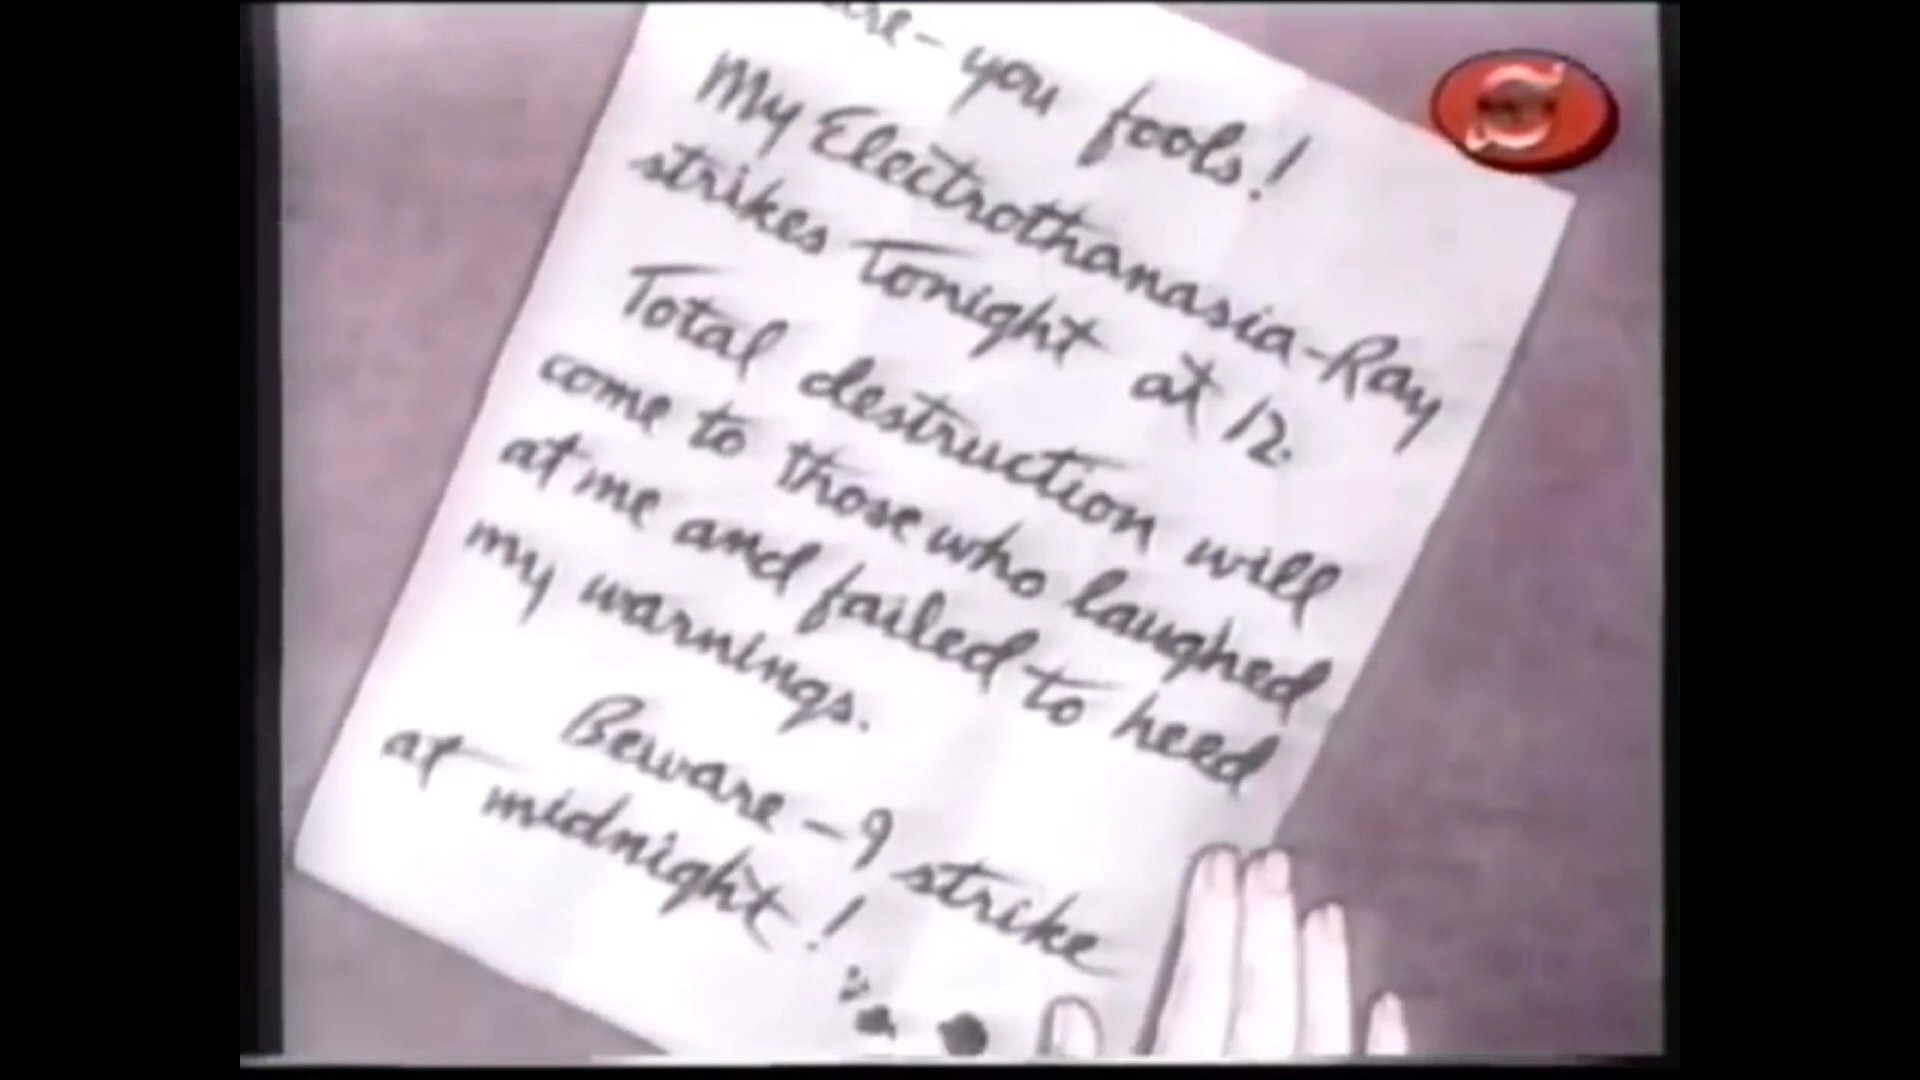 you fools!
My Electrothanasia-Ray
strikes Tonight at 12.
Total destruction will
come to those who laughed
at me and failed to heed
my warnings.
Beware - I strike
at midnight!